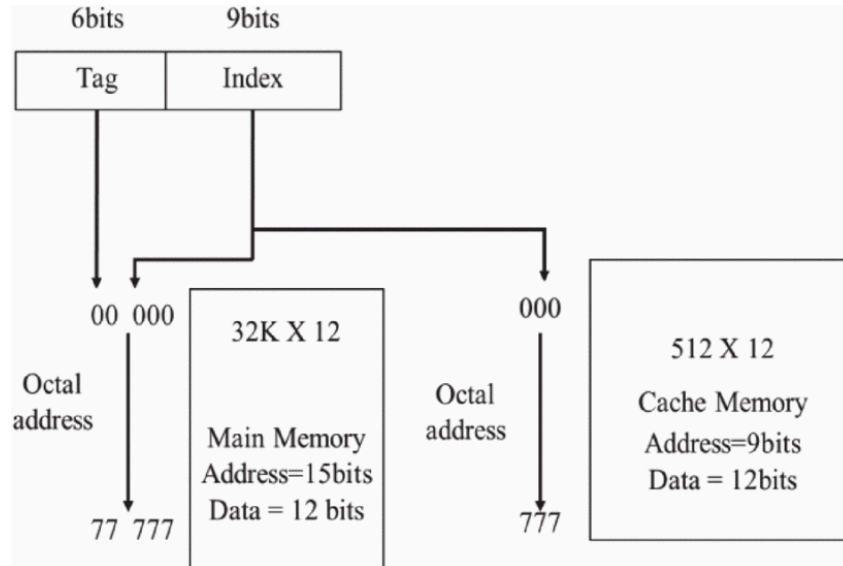 6bits 9bits
Tag Index
00 000
000
32K X 12
512 X 12
Octal
address
Octal
address
Cache Memory
Main Memory
Address=9bits
Address=15bits
Data = 12bits
Data = 12 bits
77 777
777